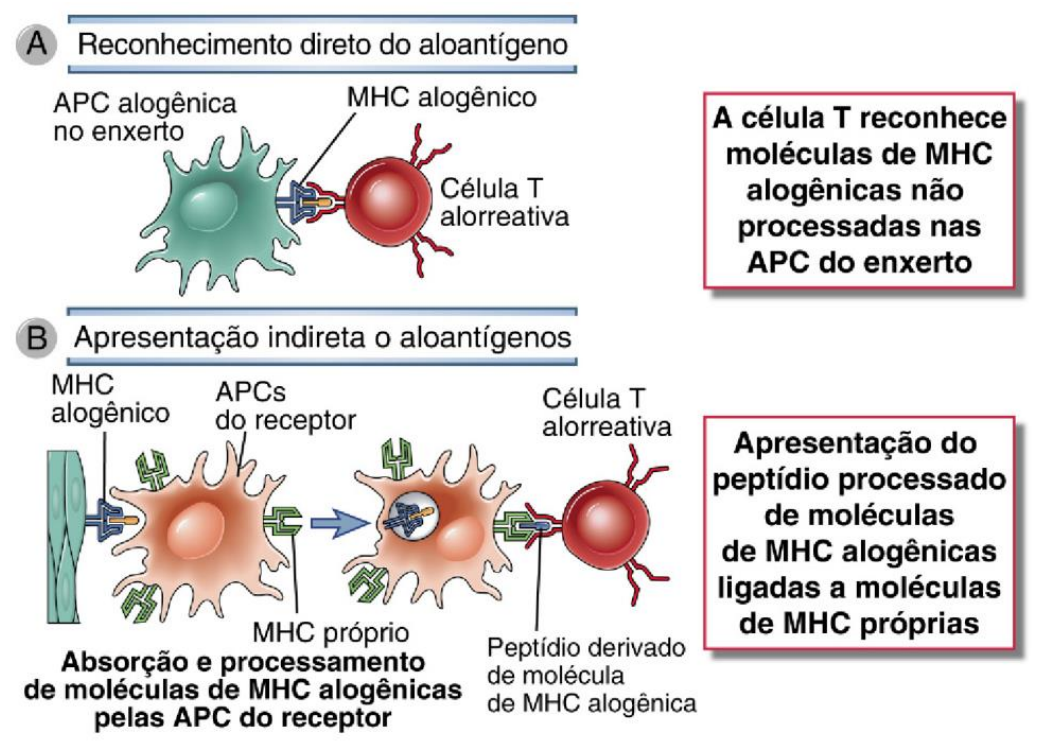 A
Reconhecimento direto do aloantígeno
APC alogênica
no enxerto
MHC alogênico
Célula T
alorreativa
A célula T reconhece
moléculas de MHC
alogênicas não
processadas nas
APC do enxerto
B
Apresentação indireta o aloantígenos
MHC
alogênico
APCs
do receptor
Célula T
alorreativa
MHC próprio
Absorção e processamento
de moléculas de MHC alogênicas
pelas APC do receptor
Peptídio derivado
de molécula
de MHC alogênica
Apresentação do
peptídio processado
de moléculas
de MHC alogênicas
ligadas a moléculas
de MHC próprias